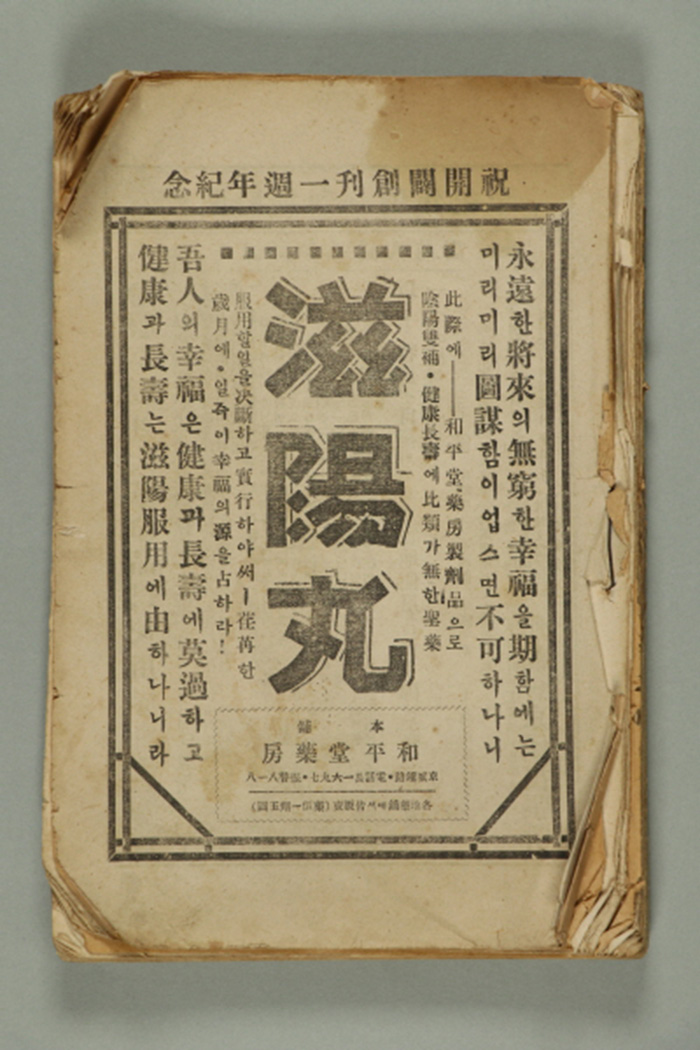 祝開闢創刊一週年紀念
永遠한將來의無窮한幸福을期함에는
미리미리圖謀함이업스면不可하나니
此際에——和平堂藥房製劑品으로
陰陽雙補・健康長壽에比類가無한聖藥
滋陽丸
服用할일을決斷하고實行하야써ー荏苒한
歲月에・일즉이幸福의源을占하라!
吾人의幸福은健康과長壽에莫過하고
健康과長壽는滋陽服用에由하나니라
本舖
和平堂藥房